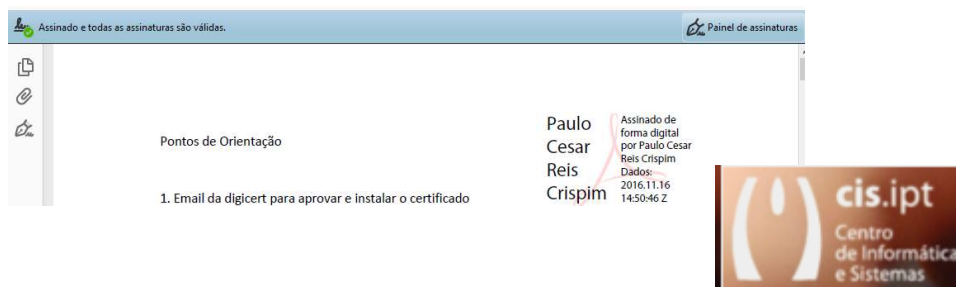 Assinado e todas as assinaturas são válidas.
Painel de assinaturas
Pontos de Orientação
1. Email da digicert para aprovar e instalar o certificado
Paulo
Cesar
Reis
Crispim
Assinado de
forma digital
por Paulo Cesar
Reis Crispim
Dados:
2016.11.16
14:50:46 Z
cis.ipt
Centro
de Informática
e Sistemas